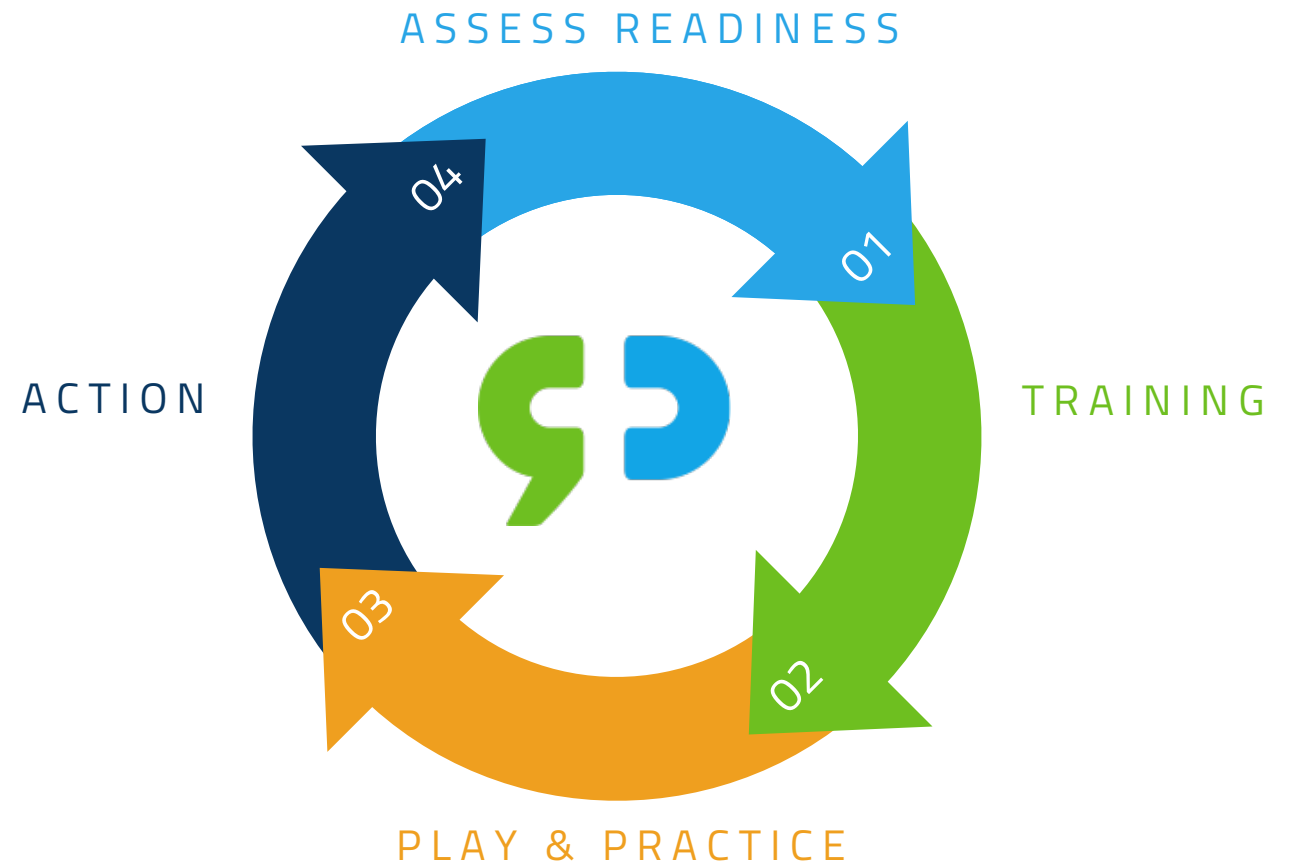 ASSESS READINESS
04
01
ACTION
TRAINING
03
02
PLAY & PRACTICE